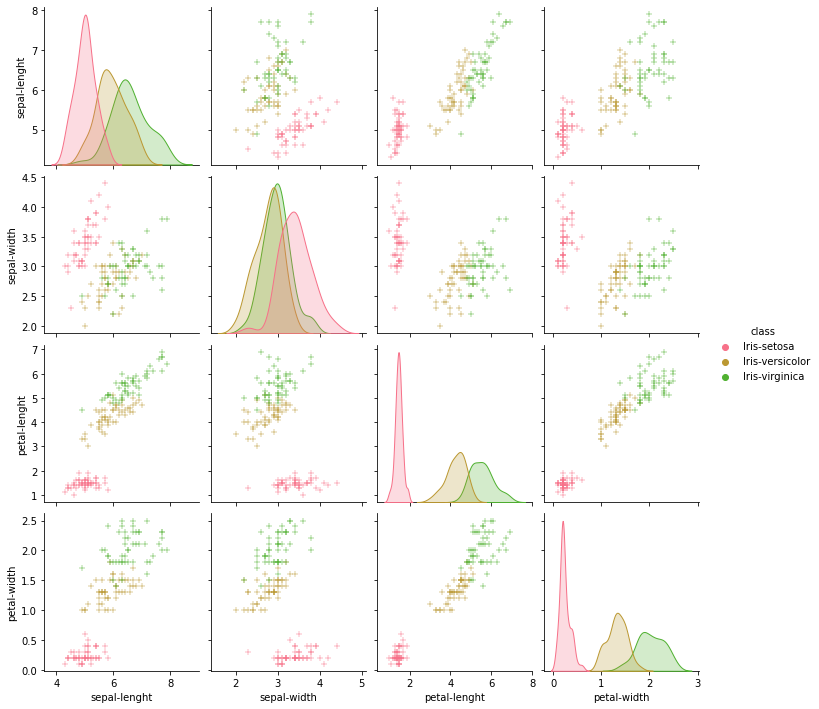 8
7
6
5
sepal-lenght
4.5
4.0
3.5
3.0
2.5
2.0
sepal-width
7
6
5
4
3
2
1
petal-lenght
2.5
2.0
1.5
1.0
0.5
0.0
petal-width
4 6 8
sepal-lenght
2 3 4 5
sepal-width
2 4 6 8
petal-lenght
0 1 2 3
petal-width
class
Iris-setosa
Iris-versicolor
Iris-virginica